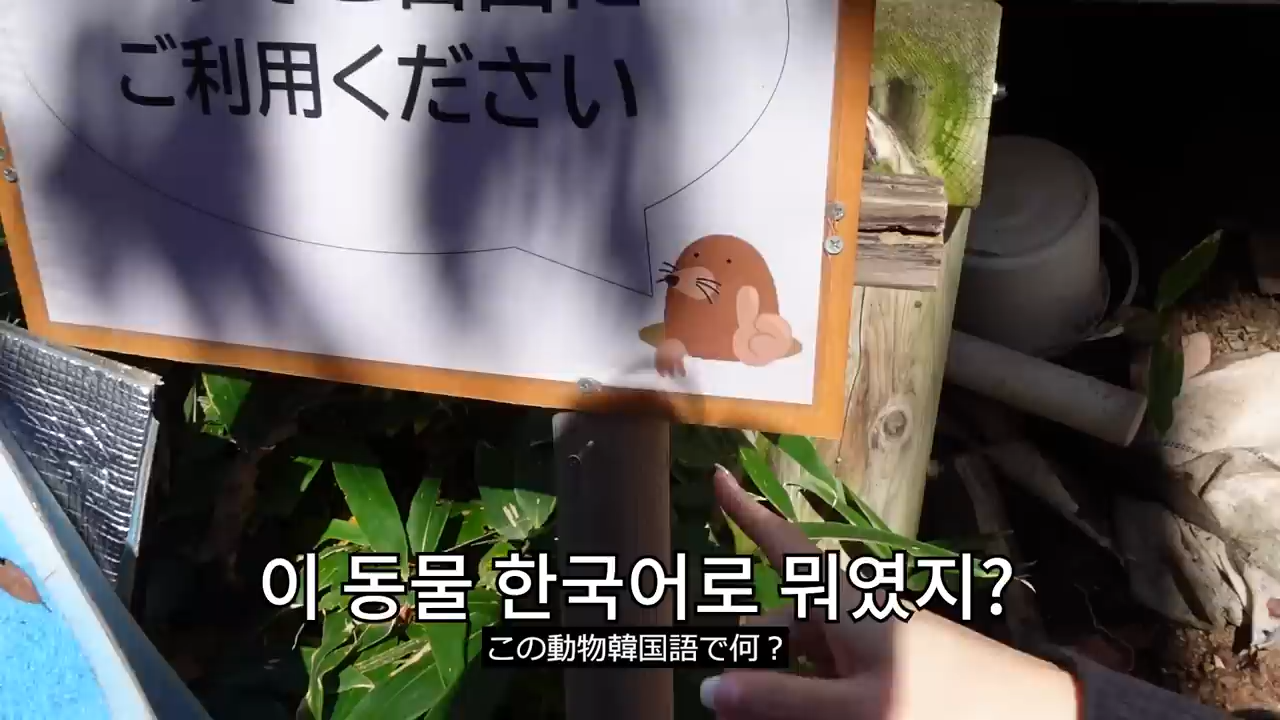 ご利用ください
이 동물 한국어로 뭐였지?
この動物韓国語で何？